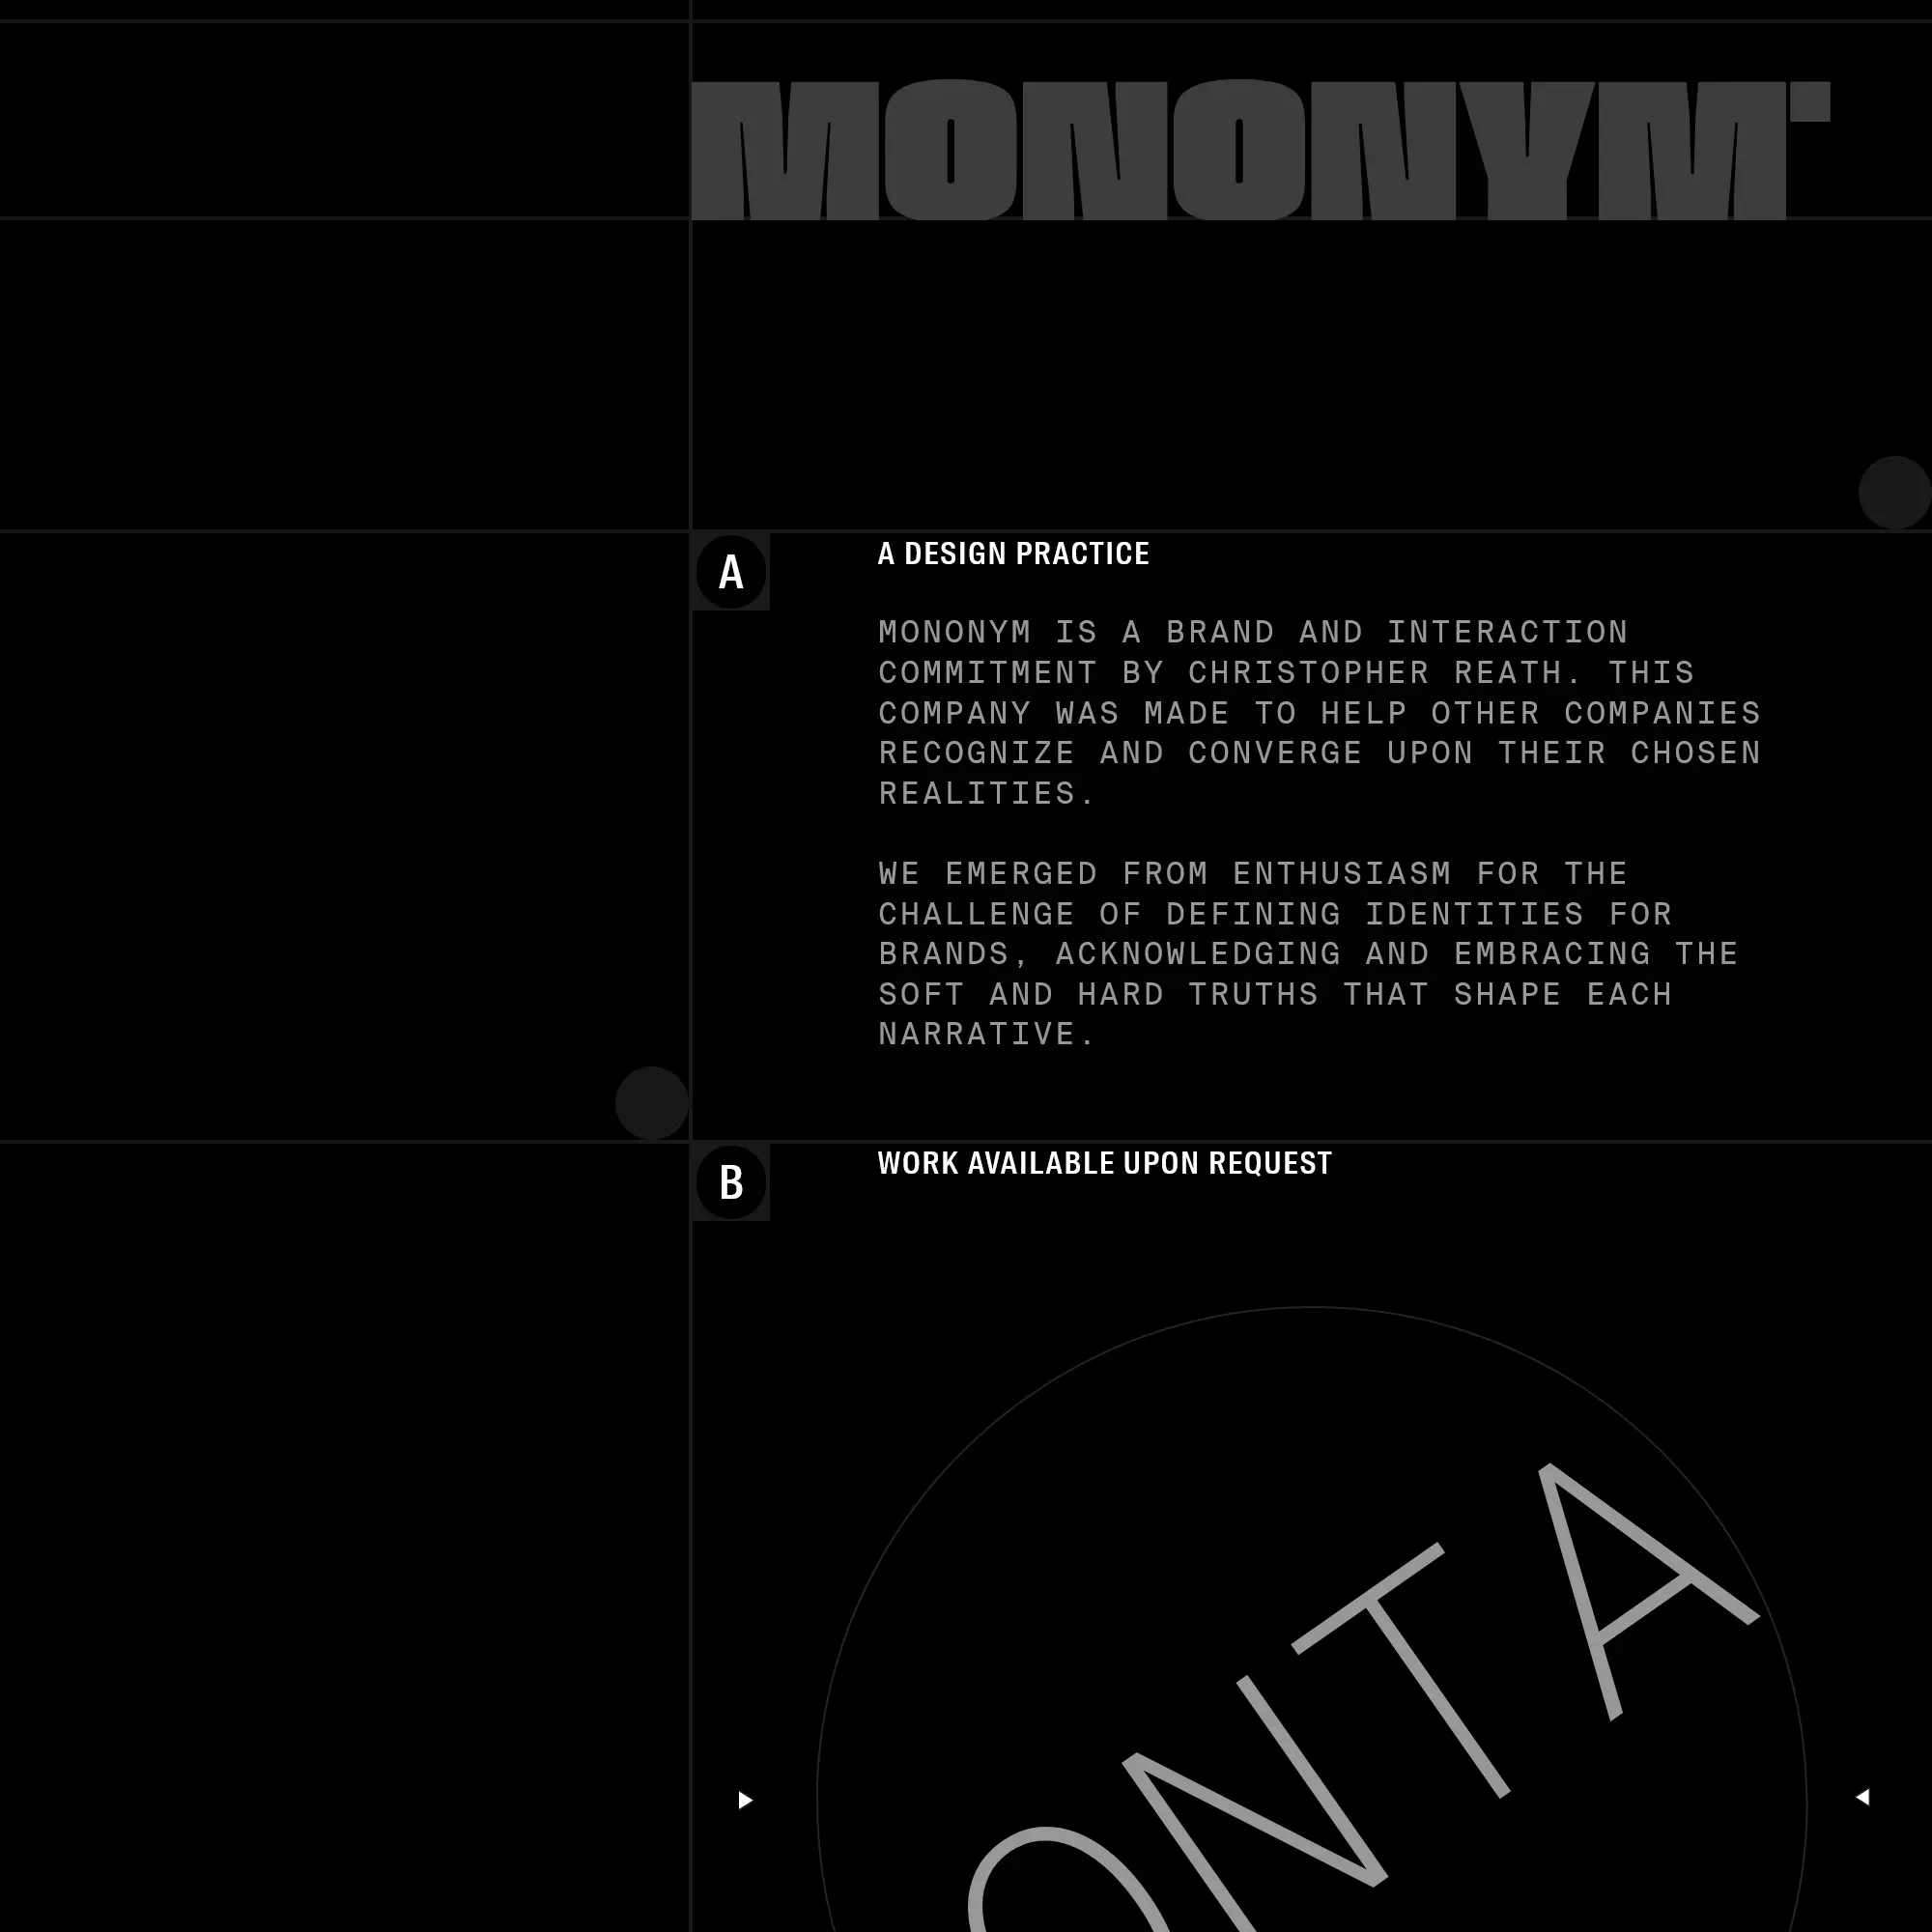 MONONYM
A
A DESIGN PRACTICE
MONONYM IS A BRAND AND INTERACTION
COMMITMENT BY CHRISTOPHER REATH. THIS
COMPANY WAS MADE TO HELP OTHER COMPANIES
RECOGNIZE AND CONVERGE UPON THEIR CHOSEN
REALITIES.
WE EMERGED FROM ENTHUSIASM FOR THE
CHALLENGE OF DEFINING IDENTITIES FOR
BRANDS, ACKNOWLEDGING AND EMBRACING THE
SOFT AND HARD TRUTHS THAT SHAPE EACH
NARRATIVE.
B
WORK AVAILABLE UPON REQUEST
ONTA